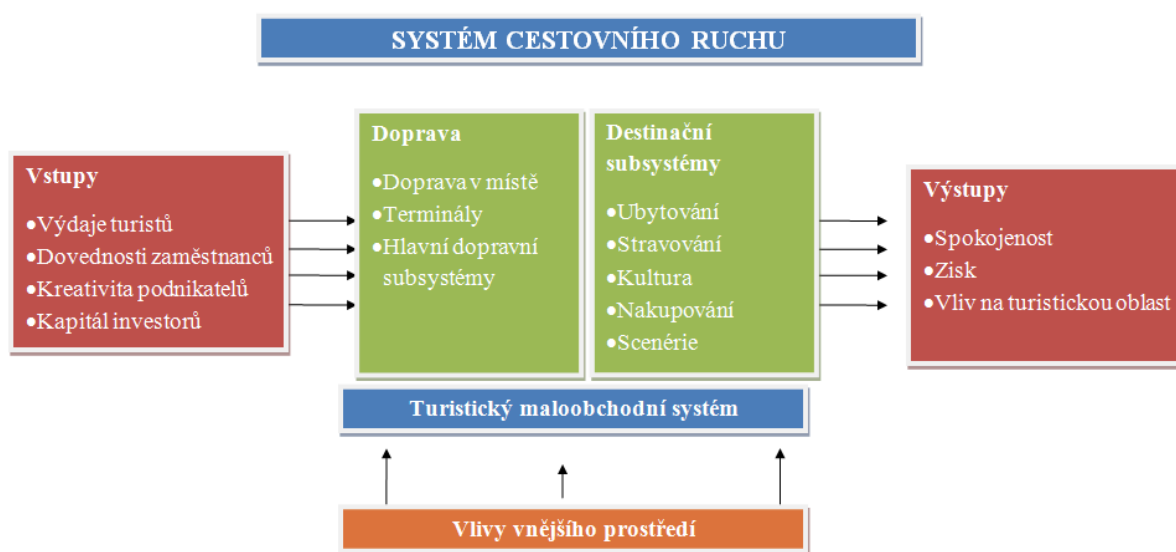 SYSTÉM CESTOVNÍHO RUCHU
Vstupy
•Výdaje turistů
•Dovednosti zaměstnanců
•Kreativita podnikatelů
•Kapitál investorů
Doprava
•Doprava v místě
•Terminály
•Hlavní dopravní
subsystémy
Destinační
subsystémy
•Ubytování
•Stravování
•Kultura
•Nakupování
•Scenérie
Výstupy
•Spokojenost
•Zisk
•Vliv na turistickou oblast
Turistický maloobchodní systém
Vlivy vnějšího prostředí